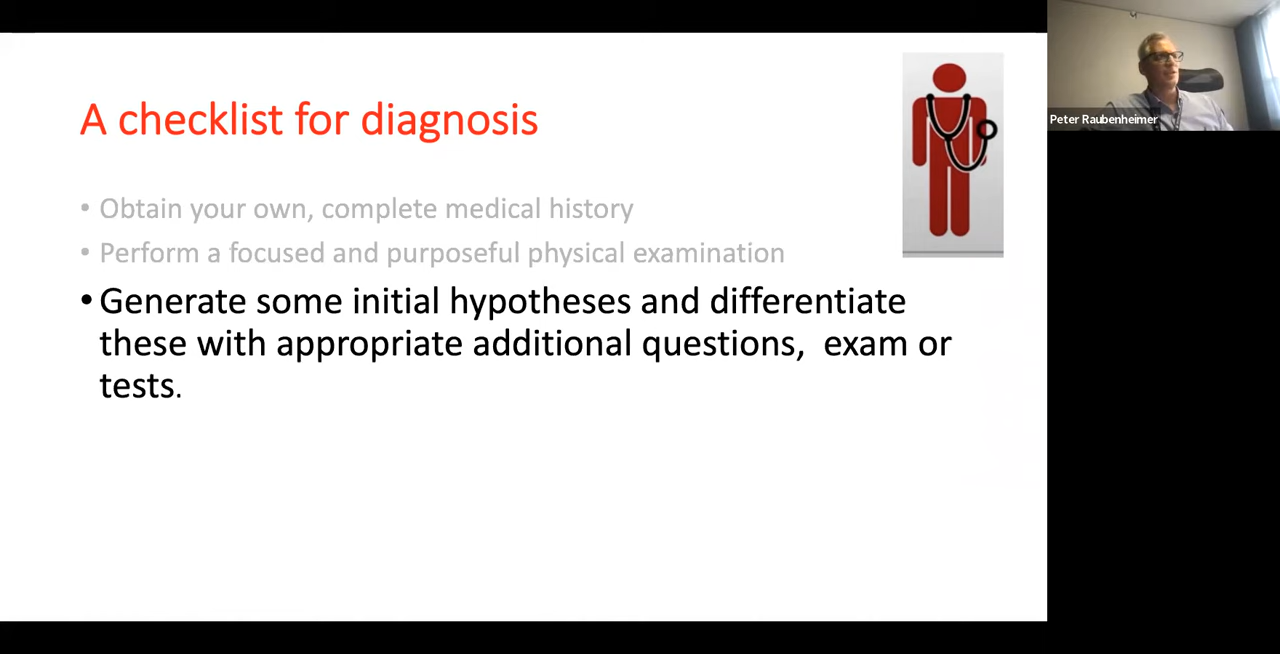 A checklist for diagnosis
• Obtain your own, complete medical history
• Perform a focused and purposeful physical examination
• Generate some initial hypotheses and differentiate
these with appropriate additional questions,  exam or
tests.
Peter Raubenheimer